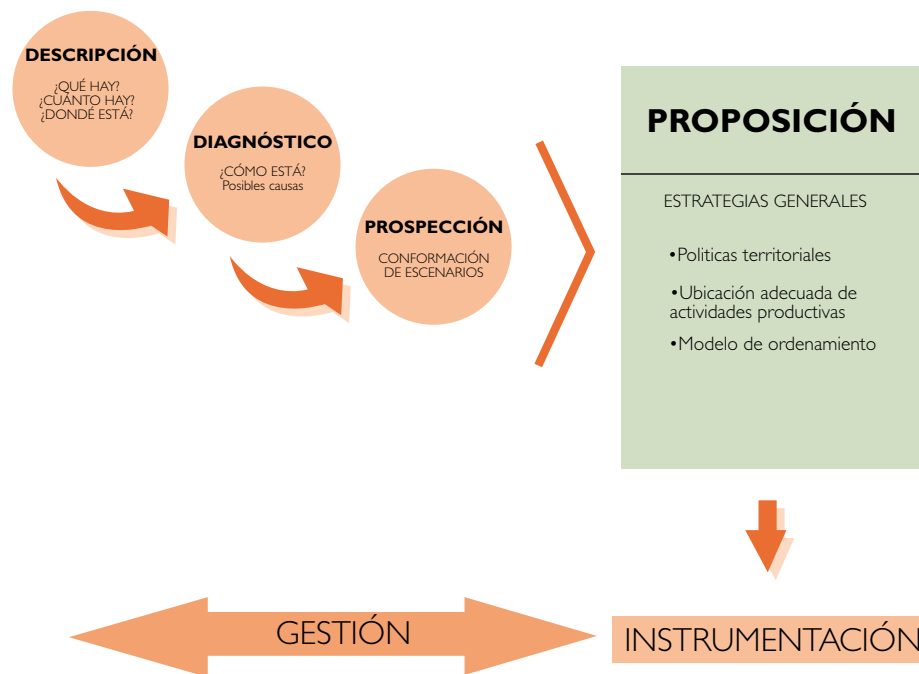 DESCRIPCIÓN
¿QUÉ HAY?
¿CUÁNTO HAY?
¿DONDÉ ESTÁ?
DIAGNÓSTICO
¿CÓMO ESTÁ?
Posibles causas
PROSPECCIÓN
CONFORMACIÓN
DE ESCENARIOS
PROPOSICIÓN
ESTRATEGIAS GENERALES
•Politicas territoriales
•Ubicación adecuada de
actividades productivas
•Modelo de ordenamiento
GESTIÓN
INSTRUMENTACIÓN